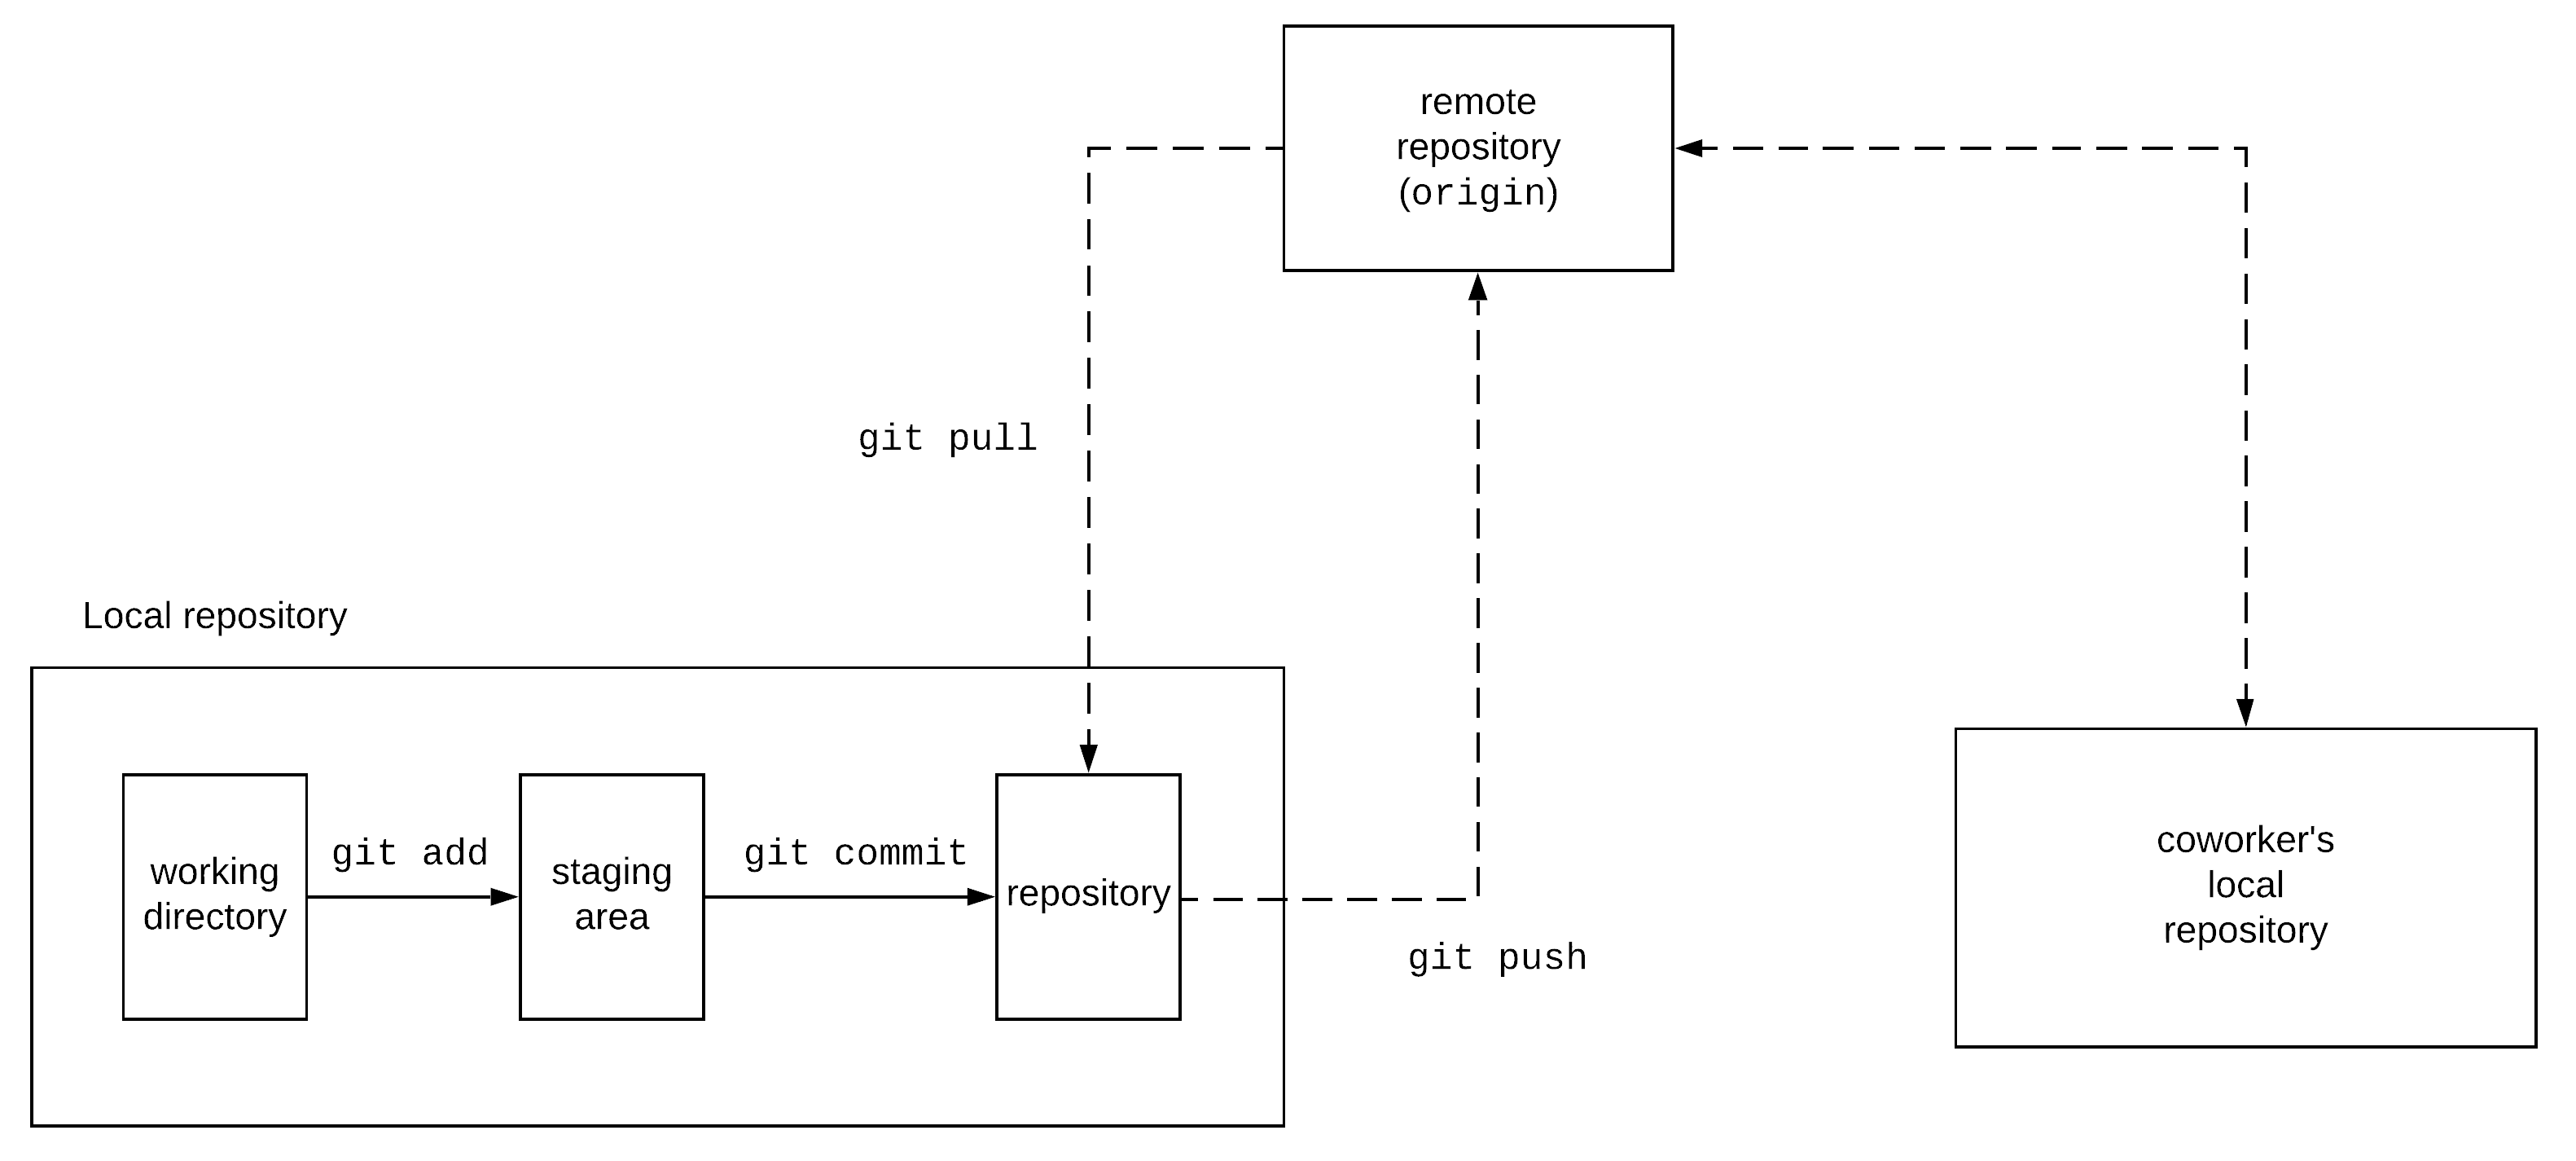 remote
repository
(origin)
git pull
Local repository
working
directory
git add
staging
area
git commit
repository
git push
coworker's
local
repository